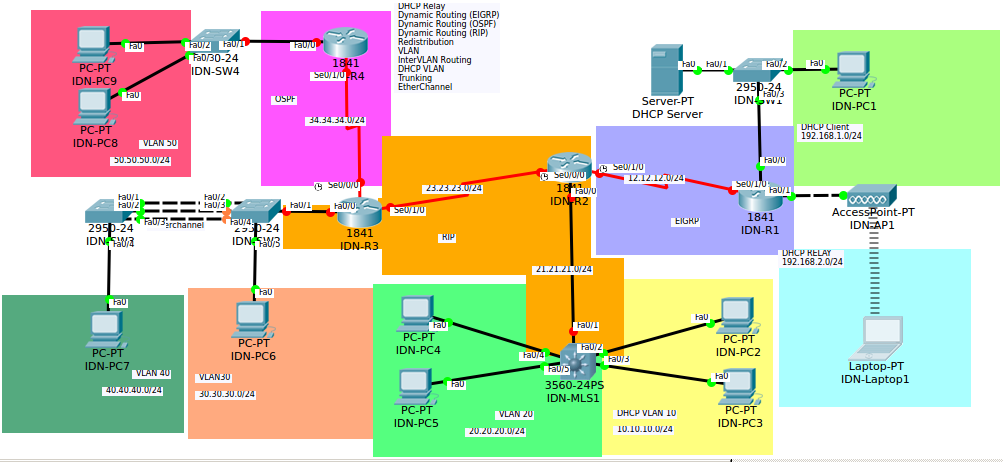 DHCP Relay
Dynamic Routing (EIGRP)
Dynamic Routing (OSPF)
Dynamic Routing (RIP)
Redistribution
VLAN
InterVLAN Routing
DHCP VLAN
Trunking
EtherChannel
Fa0
PC-PT
IDN-PC9
Fa0/2
Fa0/1
Fa0/3
0-24
IDN-SW4
Fa0
PC-PT
IDN-PC8
VLAN 50
50.50.50.0/24
Fa0/0
1841
R4
Se0/1/0
OSPF
34.34.34.0/24
Se0/0/0
Fa0
Fa0/1
Server-PT
DHCP Server
Fa0/2
2950-24
Fa0/3
IDN-SW1
Fa0
PC-PT
IDN-PC1
DHCP Client
192.168.1.0/24
Fa0/0
Se0/1/0
Fa0/1
1841
IDN-R1
12.12.12.0/24
EIGRP
AccessPoint-PT
IDN-AP1
DHCP RELAY
192.168.2.0/24
Laptop-PT
IDN-Laptop1
Se0/1/0
Se0/0/0
Fa0/0
IDN-R2
23.23.23.0/24
RIP
21.21.21.0/24
Fa0/1
Fa0/2
Fa0/3
Fa0/2
Fa0/3
Fa0/4
erchannel
2950-24
Fa0/4
Fa0/5
Fa0/1
Fa0/0
1841
IDN-R3
Se0/1/0
Fa0
PC-PT
IDN-PC7
VLAN 40
40.40.40.0/24
Fa0
PC-PT
IDN-PC6
VLAN30
30.30.30.0/24
Fa0
PC-PT
IDN-PC4
Fa0
PC-PT
IDN-PC5
VLAN 20
20.20.20.0/24
Fa0/1
Fa0/2
Fa0/3
Fa0/4
Fa0/5
3560-24PS
IDN-MLS1
Fa0
PC-PT
IDN-PC2
Fa0
PC-PT
IDN-PC3
DHCP VLAN 10
10.10.10.0/24